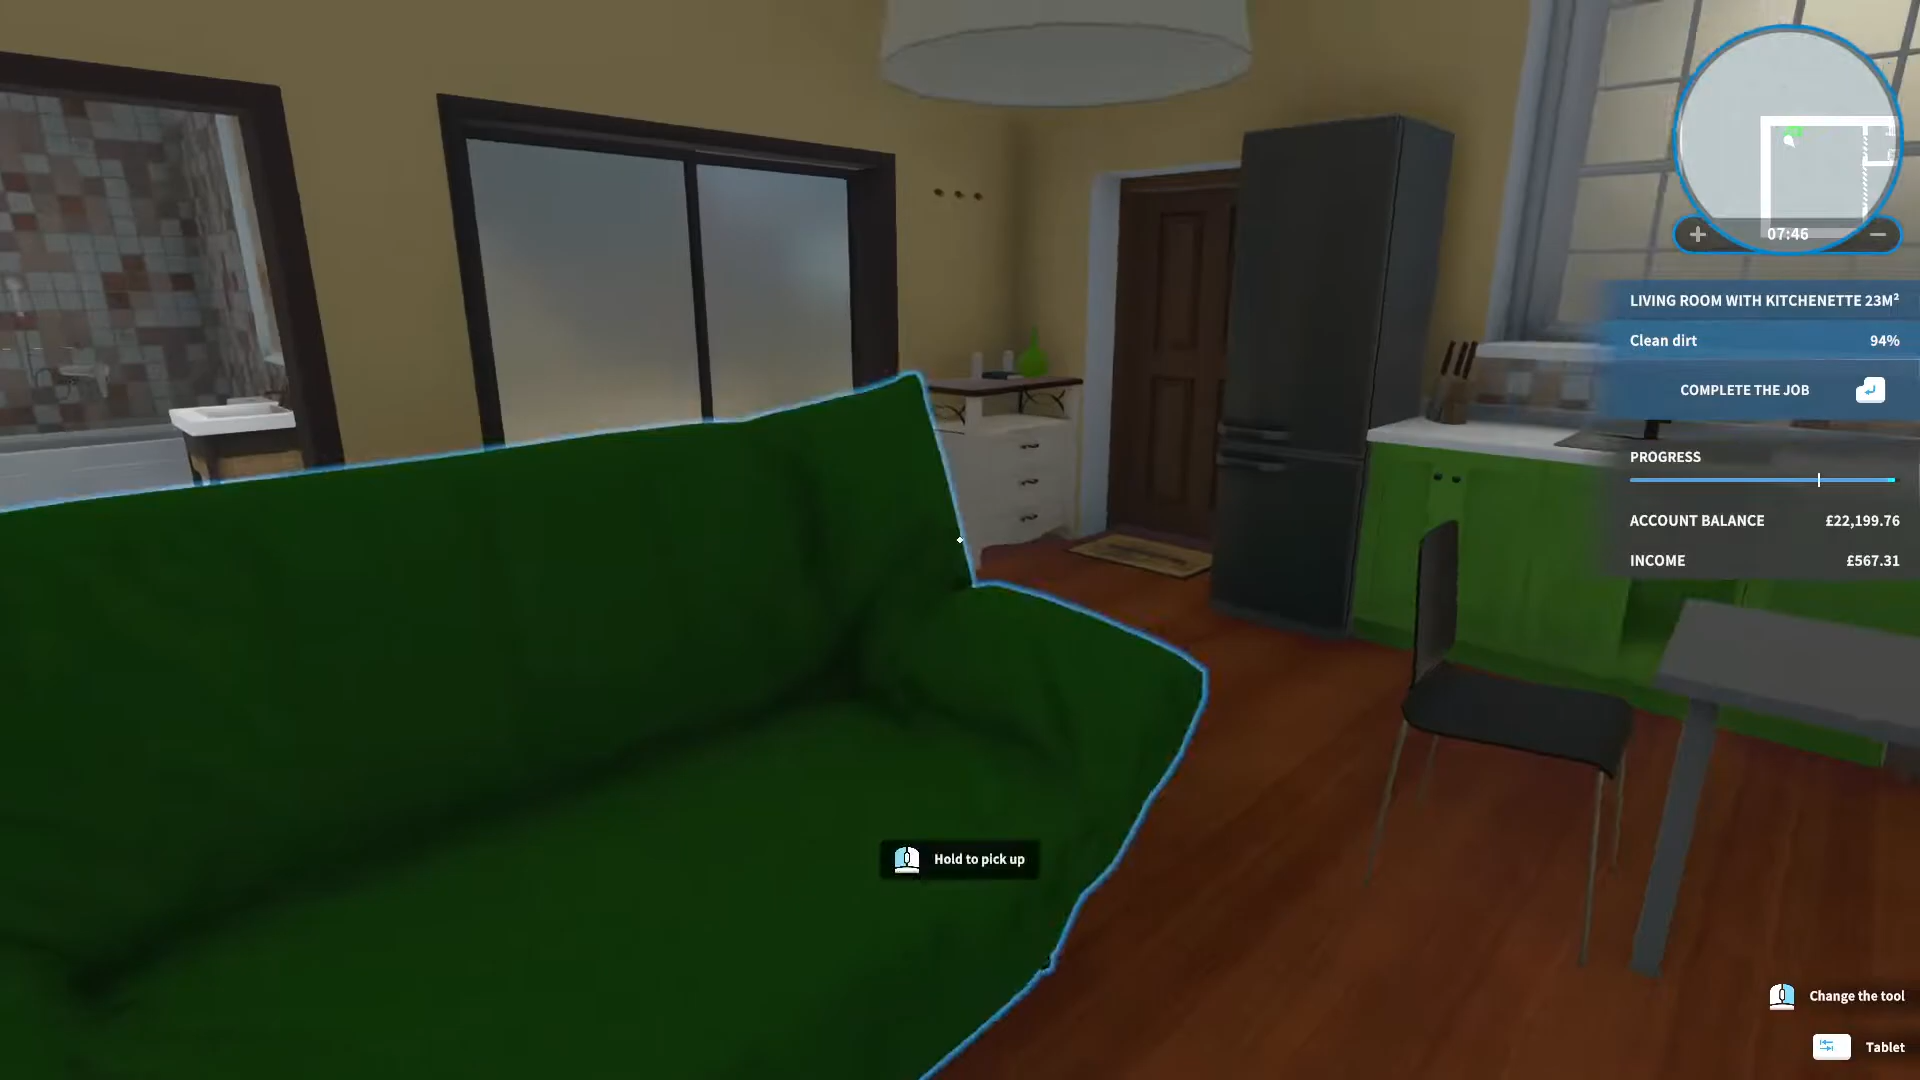 07:46
LIVING ROOM WITH KITCHENETTE 23M²
Clean dirt 94%
COMPLETE THE JOB
PROGRESS
ACCOUNT BALANCE £22,199.76
INCOME £567.31
Hold to pick up
Change the tool
Tablet